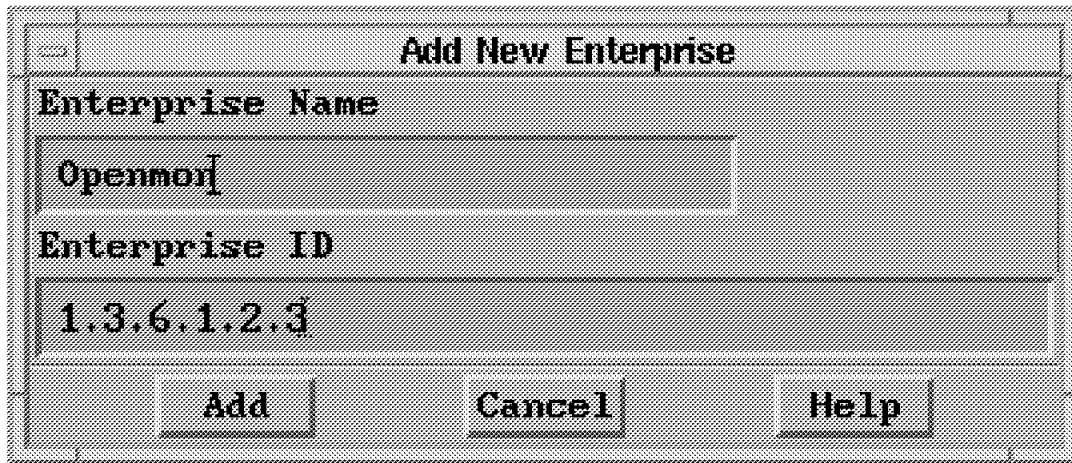 Add New Enterprise
Enterprise Name
Openmon
Enterprise ID
1.3.6.1.2.3
Add Cancel Help